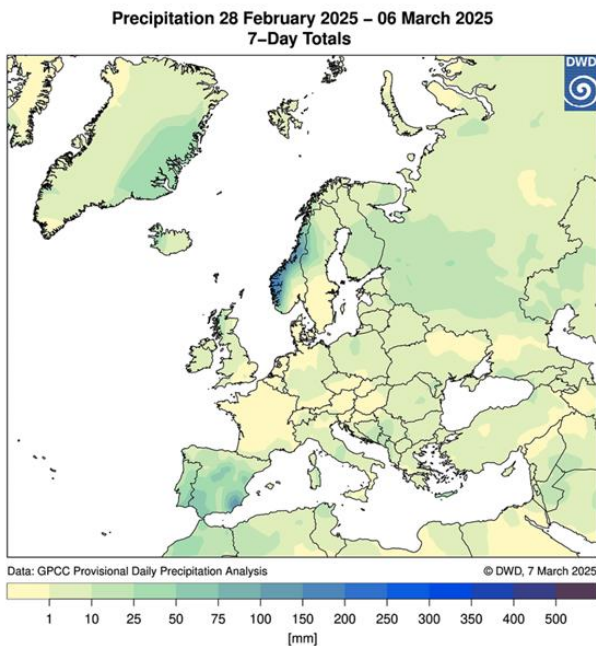 Precipitation 28 February 2025 – 06 March 2025
7–Day Totals
DWD
Data: GPCC Provisional Daily Precipitation Analysis © DWD, 7 March 2025
1 10 25 50 75 100 150 200 250 300 350 400 500
[mm]